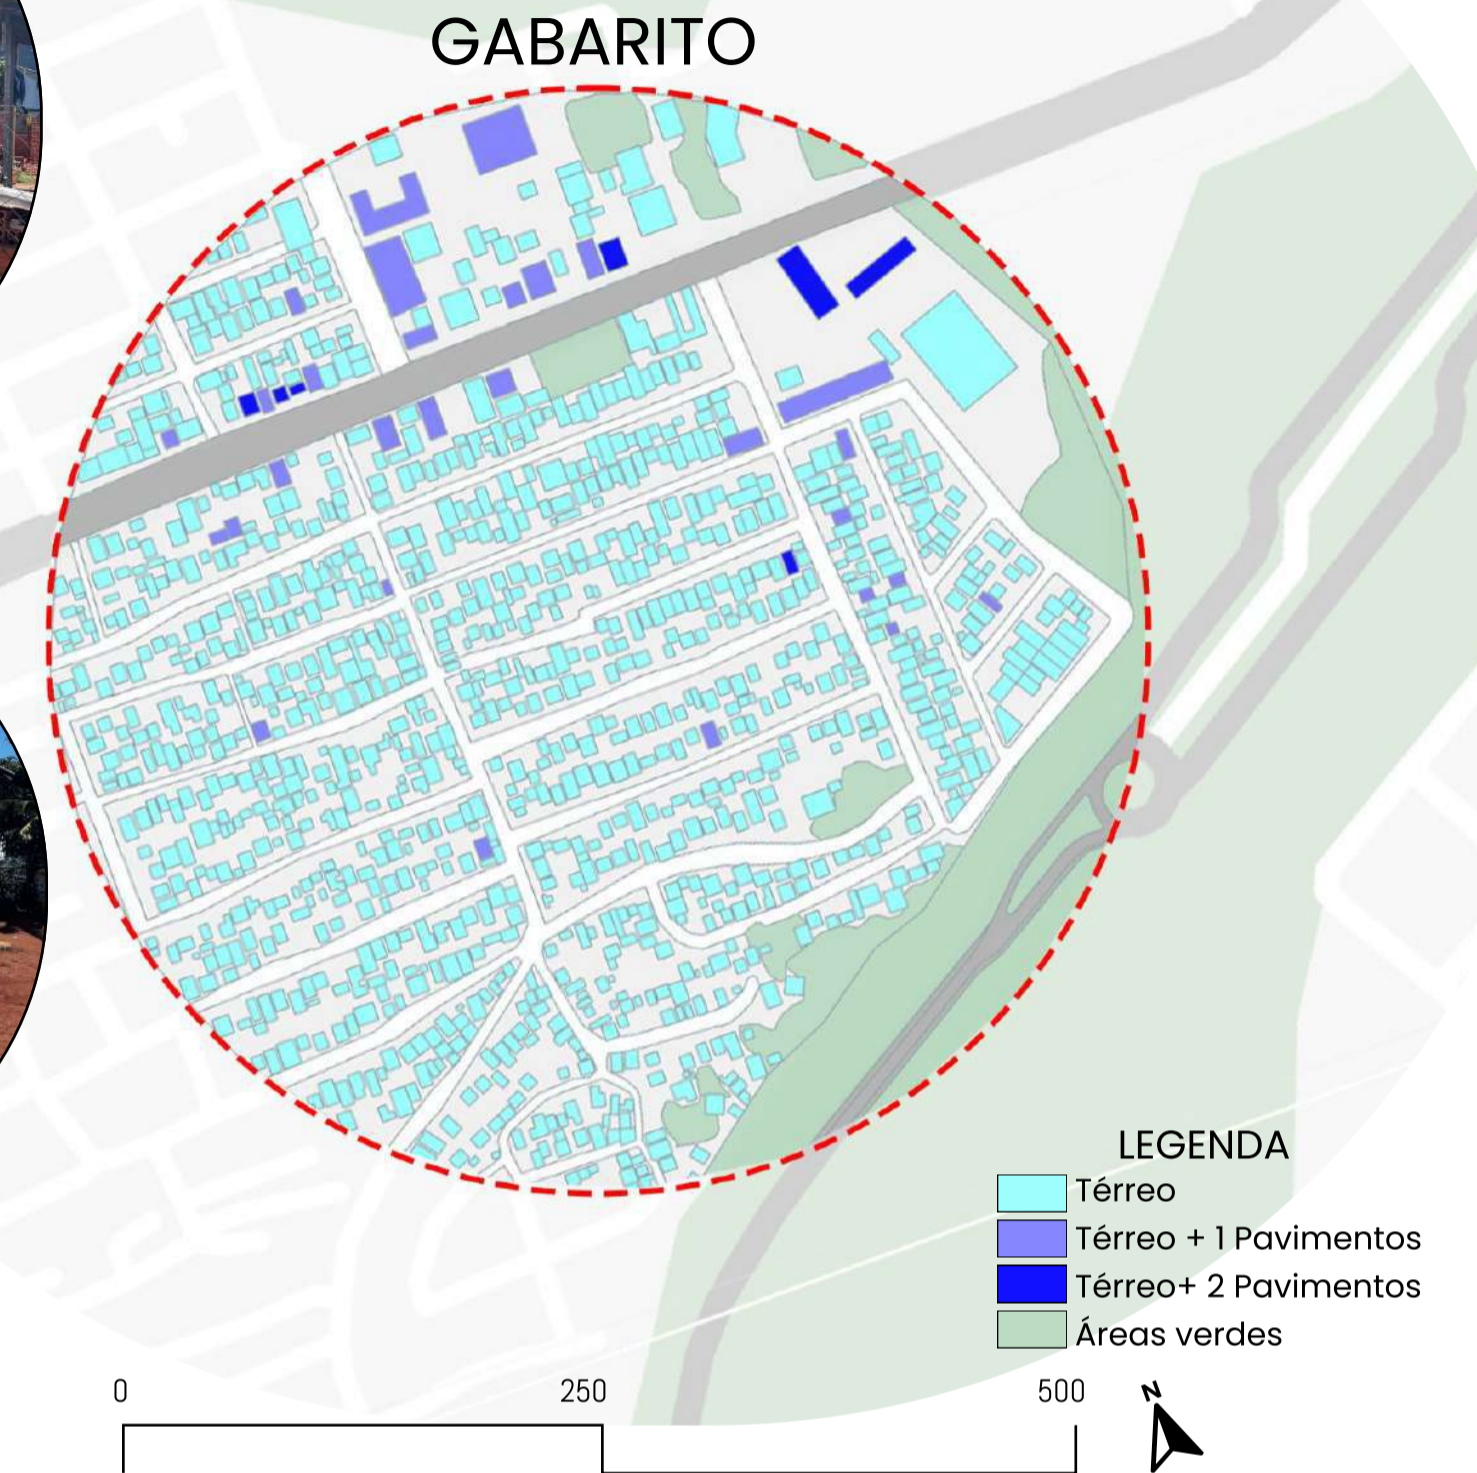 GABARITO
LEGENDA
Térreo
Térreo + 1 Pavimentos
Térreo+ 2 Pavimentos
Áreas verdes
0 250 500
N